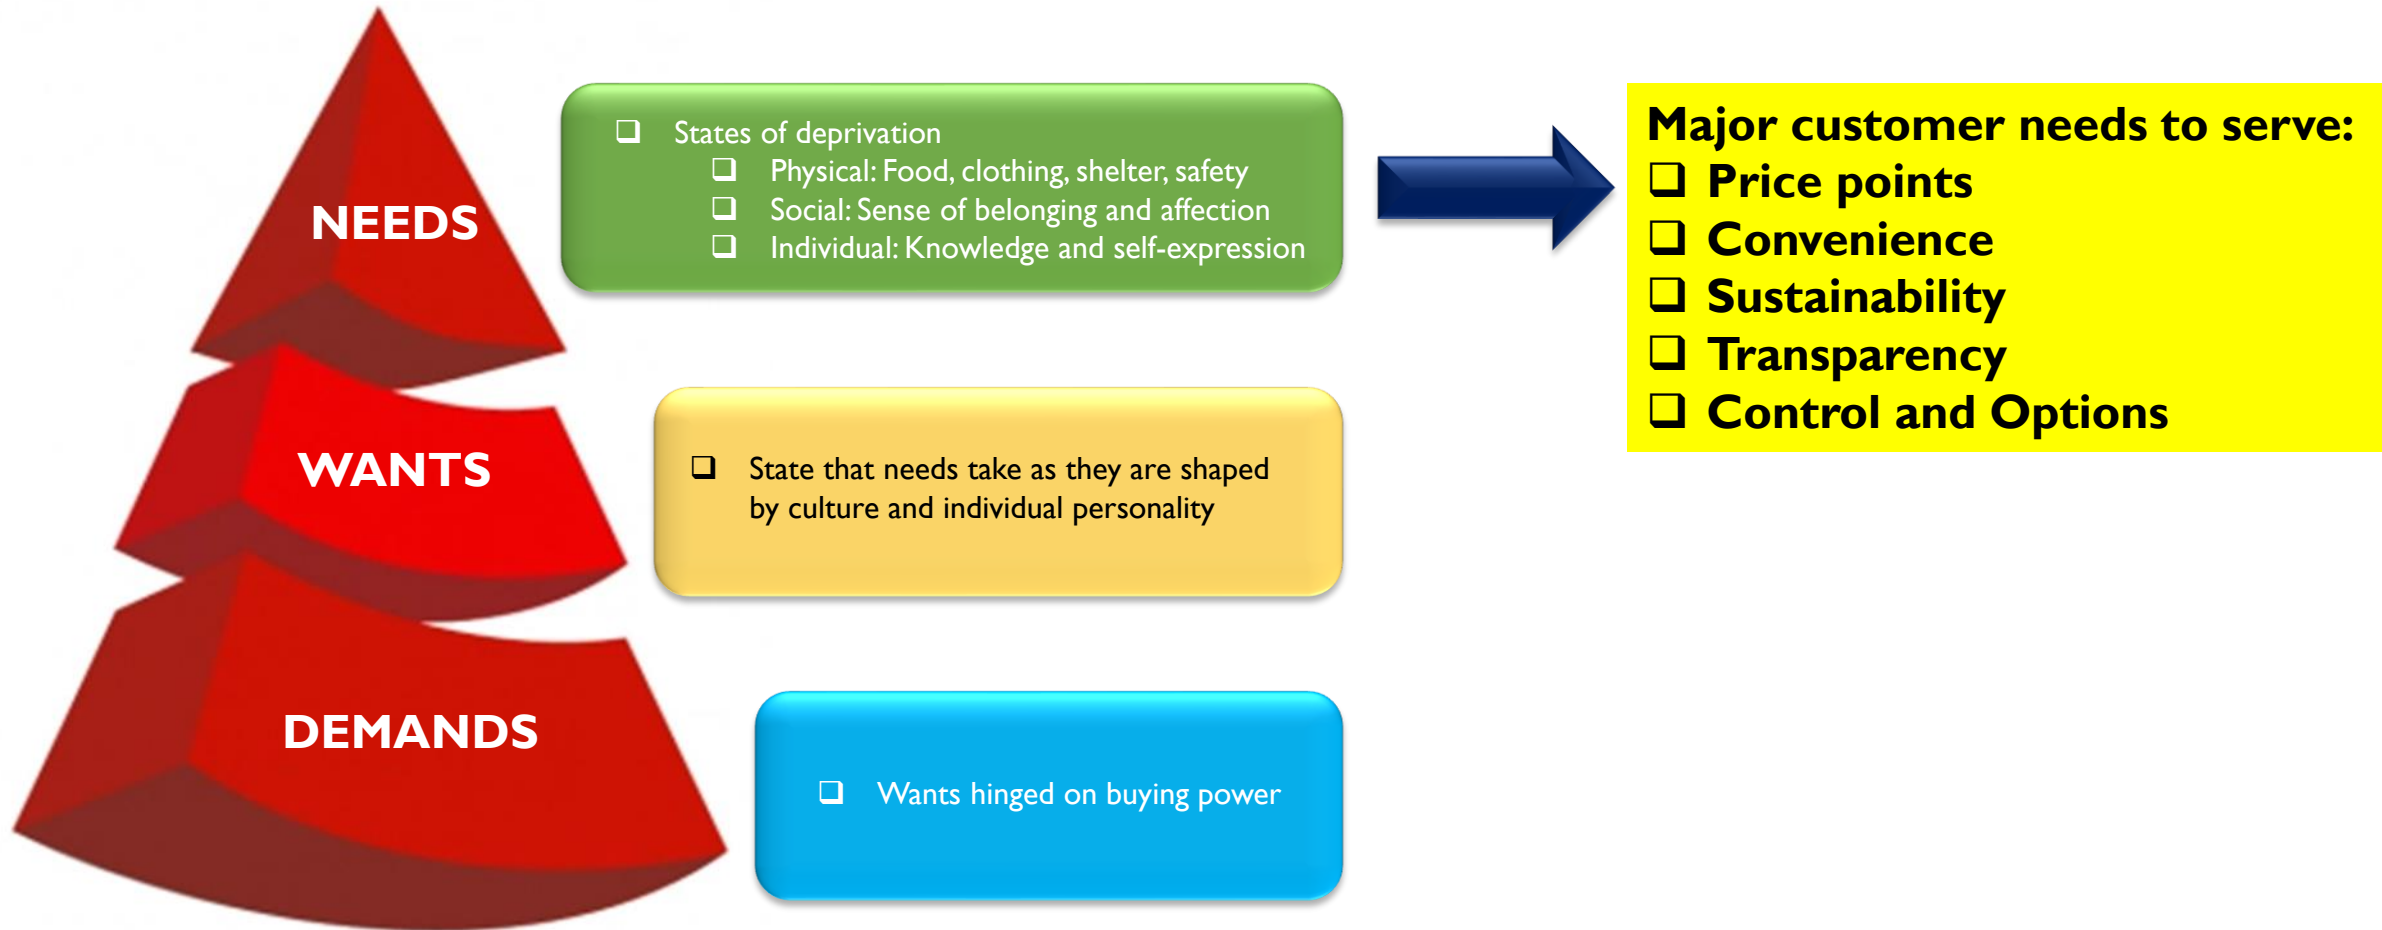 NEEDS
❑ States of deprivation
❑ Physical: Food, clothing, shelter, safety
❑ Social: Sense of belonging and affection
❑ Individual: Knowledge and self-expression
Major customer needs to serve:
❑ Price points
❑ Convenience
❑ Sustainability
❑ Transparency
❑ Control and Options
WANTS
❑ State that needs take as they are shaped
by culture and individual personality
DEMANDS
❑ Wants hinged on buying power